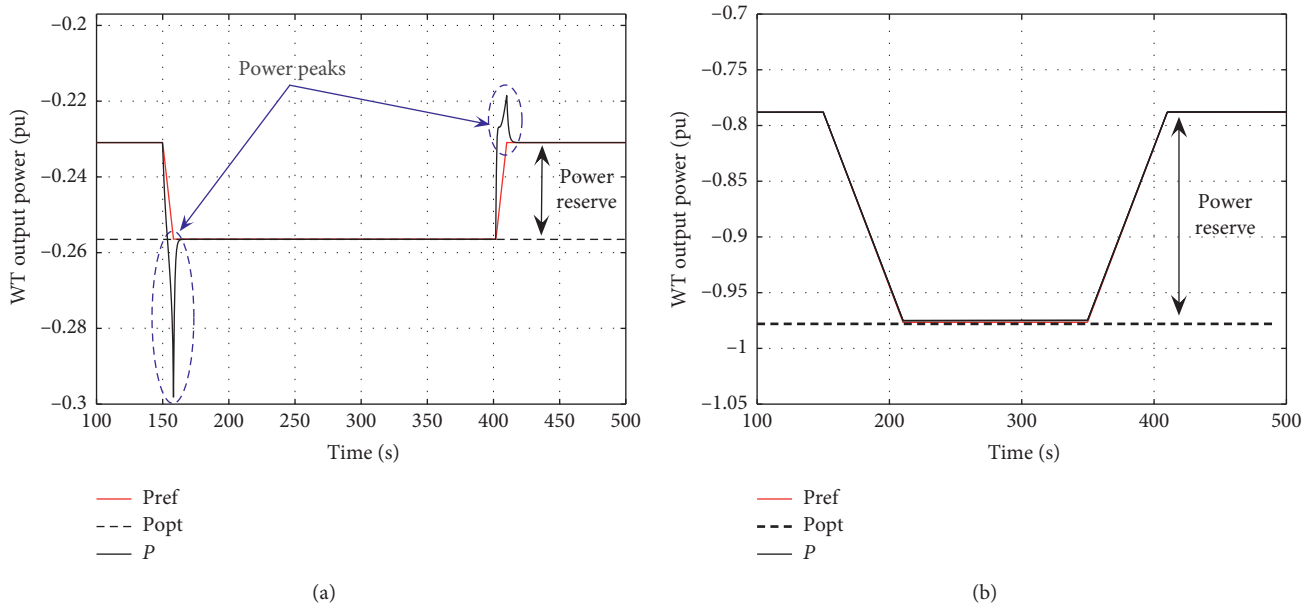 −0.2
−0.22
−0.24
−0.26
−0.28
−0.3
WT output power (pu)
Power peaks
Power
reserve
100
150
200
250
300
350
400
450
500
Time (s)
Pref
Popt
P
(a)
−0.7
−0.75
−0.8
−0.85
−0.9
−0.95
−1
−1.05
WT output power (pu)
Power
reserve
100
200
300
400
500
Time (s)
Pref
Popt
P
(b)